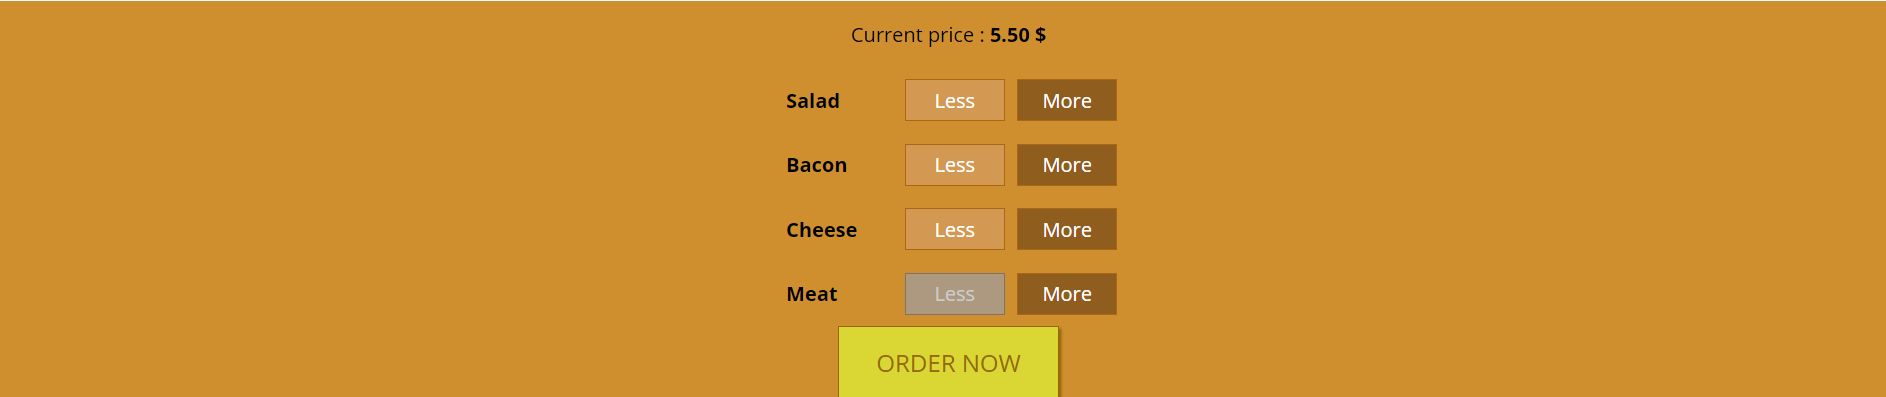 Current price : 5.50 $
Salad Less More
Bacon Less More
Cheese Less More
Meat Less More
ORDER NOW